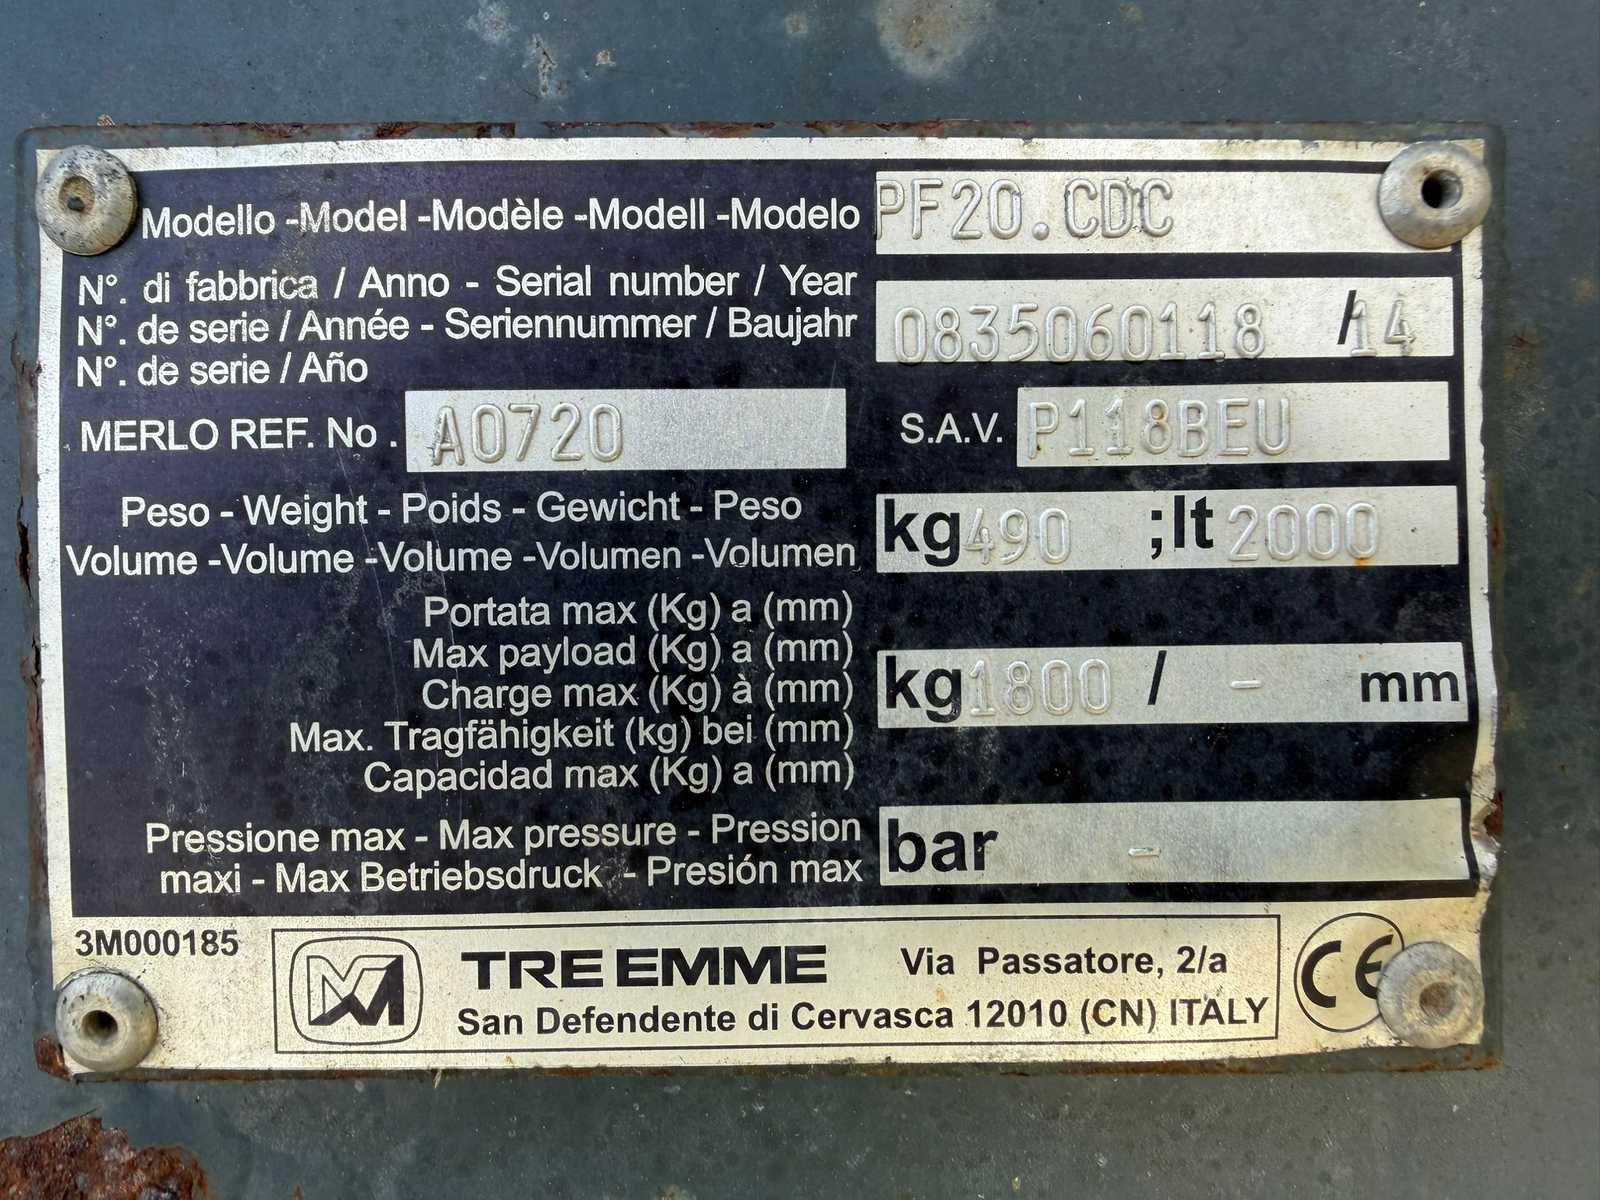 Modello -Model -Modèle -Modell -Modelo PF20.CDC
N°. di fabbrica / Anno - Serial number / Year
N°. de serie / Année - Seriennummer / Baujahr 0835060118 /14
N°. de serie / Año
MERLO REF. No . A0720 S.A.V. P118BEU
Peso - Weight - Poids - Gewicht - Peso kg 490 ;lt 2000
Volume -Volume -Volume -Volumen -Volumen
Portata max (Kg) a (mm)
Max payload (Kg) a (mm)
Charge max (Kg) à (mm) kg 1800 / - mm
Max. Tragfähigkeit (kg) bei (mm)
Capacidad max (Kg) a (mm)
Pressione max - Max pressure - Pression bar -
maxi - Max Betriebsdruck - Presión max
3M000185 TRE EMME Via Passatore, 2/a CE
San Defendente di Cervasca 12010 (CN) ITALY